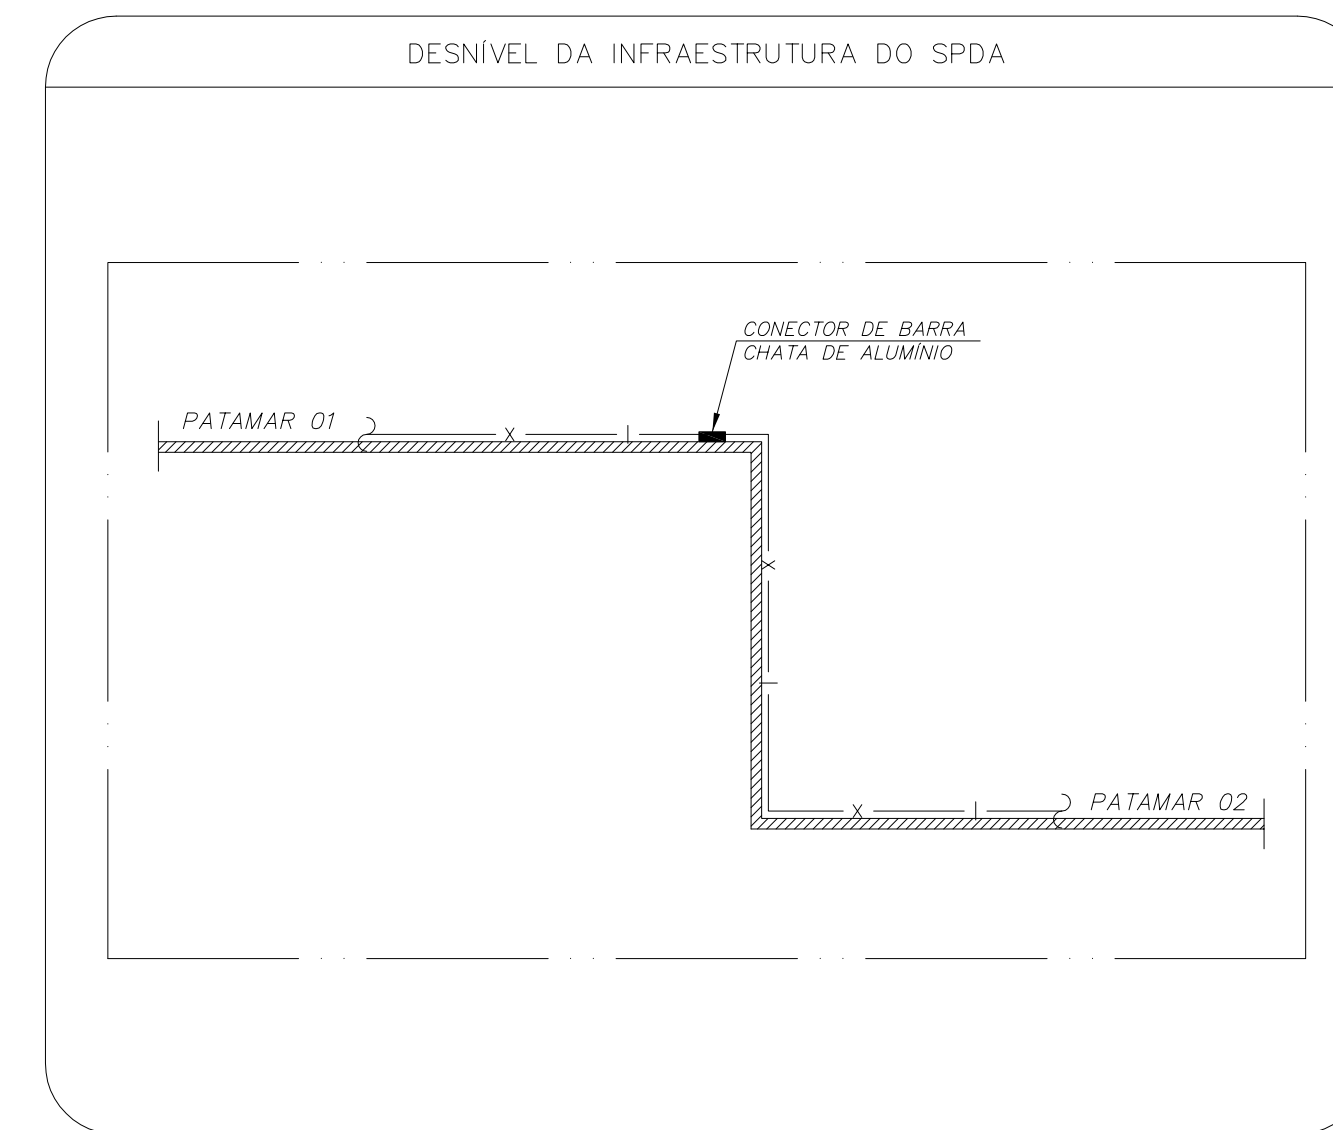 DESNÍVEL DA INFRAESTRUTURA DO SPDA
CONECTOR DE BARRA
CHATA DE ALUMÍNIO
PATAMAR 01
X
X
X
PATAMAR 02